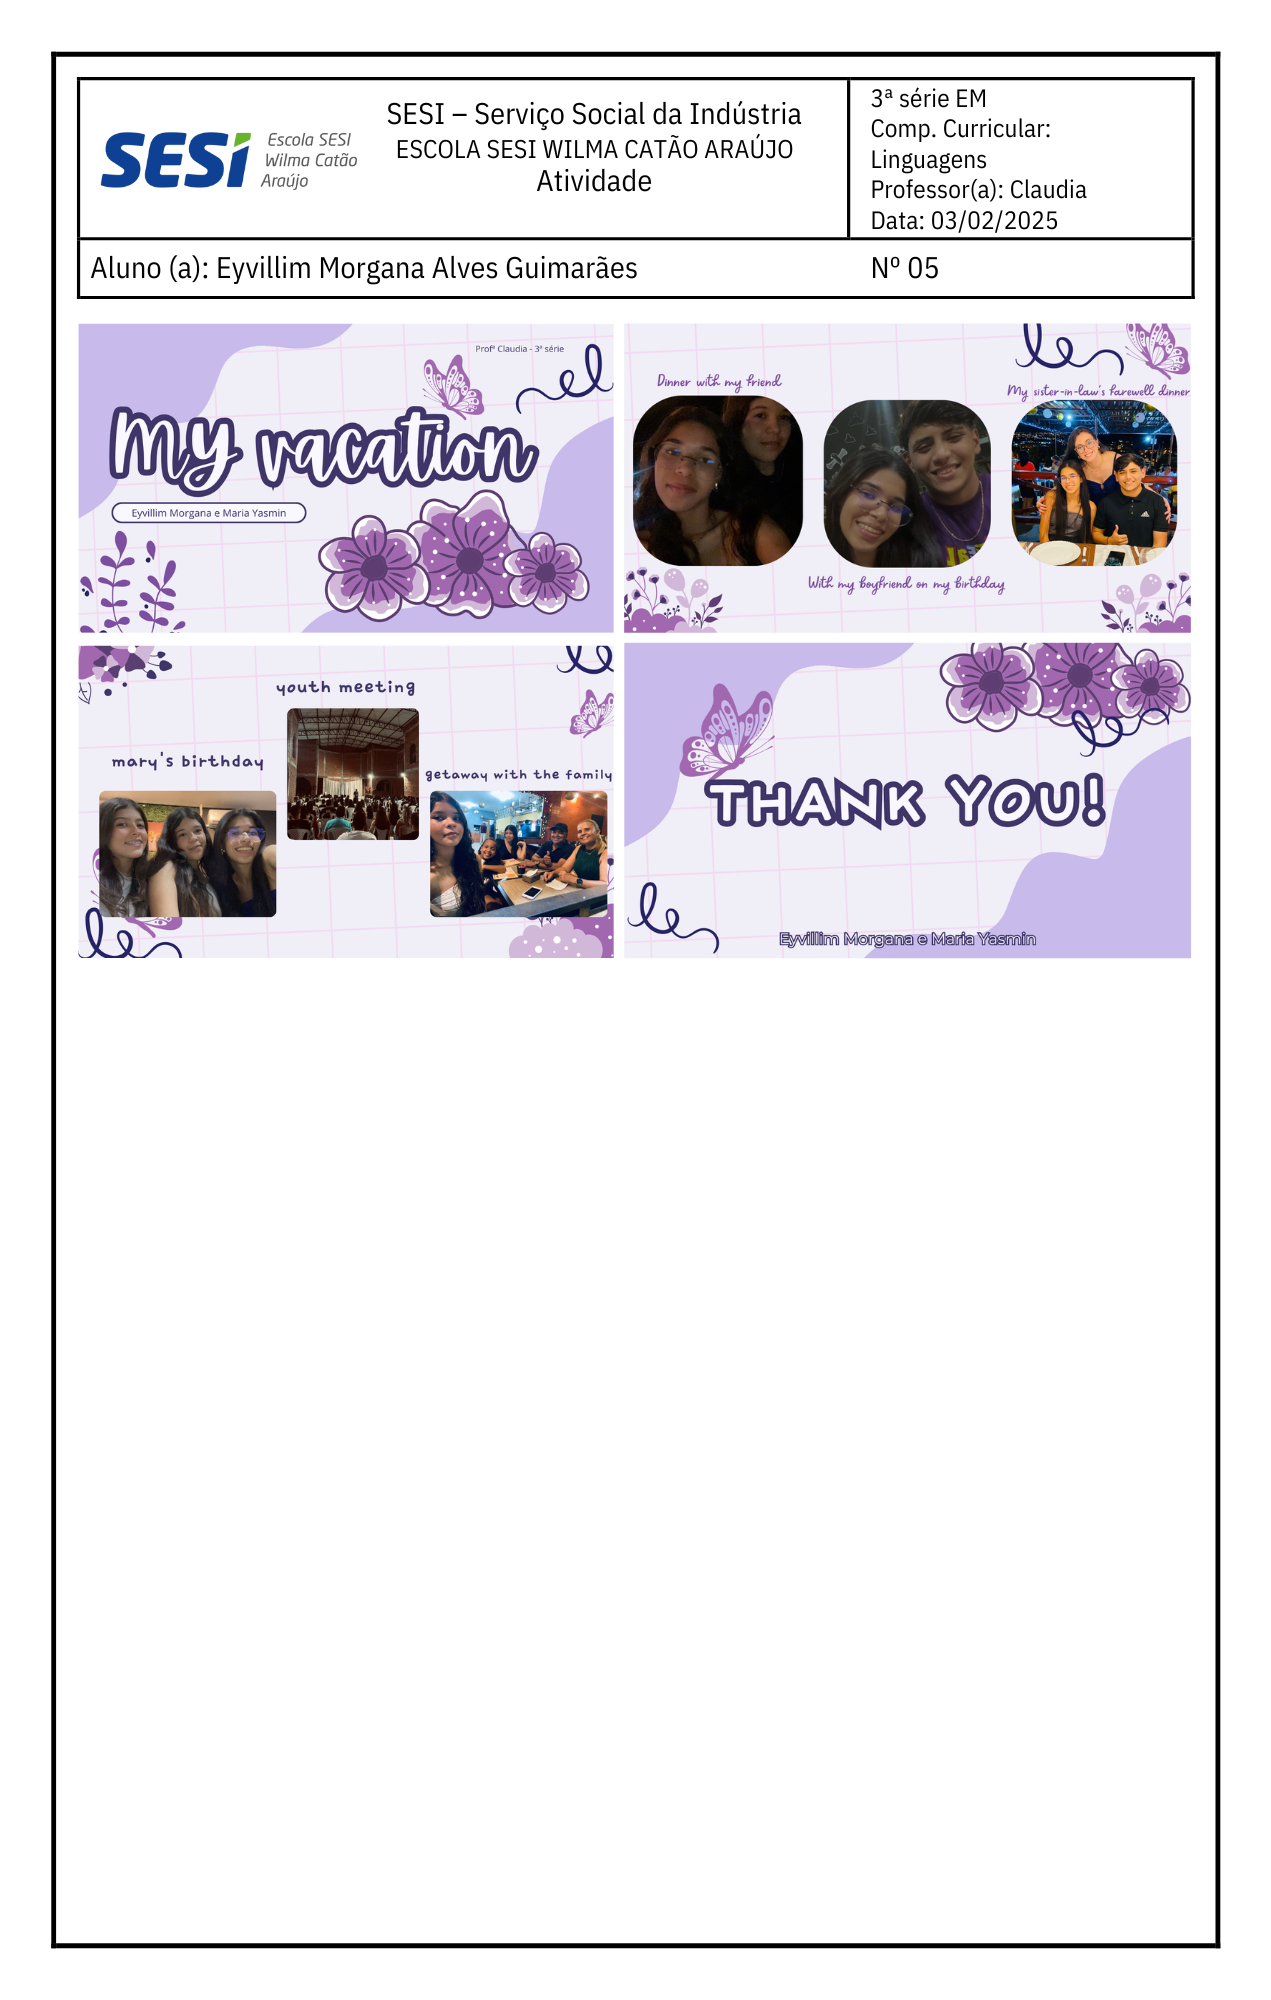 SESI
Escola SESI
Wilma Catão
Araújo
SESI – Serviço Social da Indústria
ESCOLA SESI WILMA CATÃO ARAÚJO
Atividade
3ª série EM
Comp. Curricular:
Linguagens
Professor(a): Claudia
Data: 03/02/2025
Aluno (a): Eyvillim Morgana Alves Guimarães
Nº 05
Profª Claudia - 3ª série
My vacation
Eyvillim Morgana e Maria Yasmin
Dinner with my friend
My sister-in-law's farewell dinner
With my boyfriend on my birthday
youth meeting
mary's birthday
getaway with the family
THANK YOU!
Eyvillim Morgana e Maria Yasmin